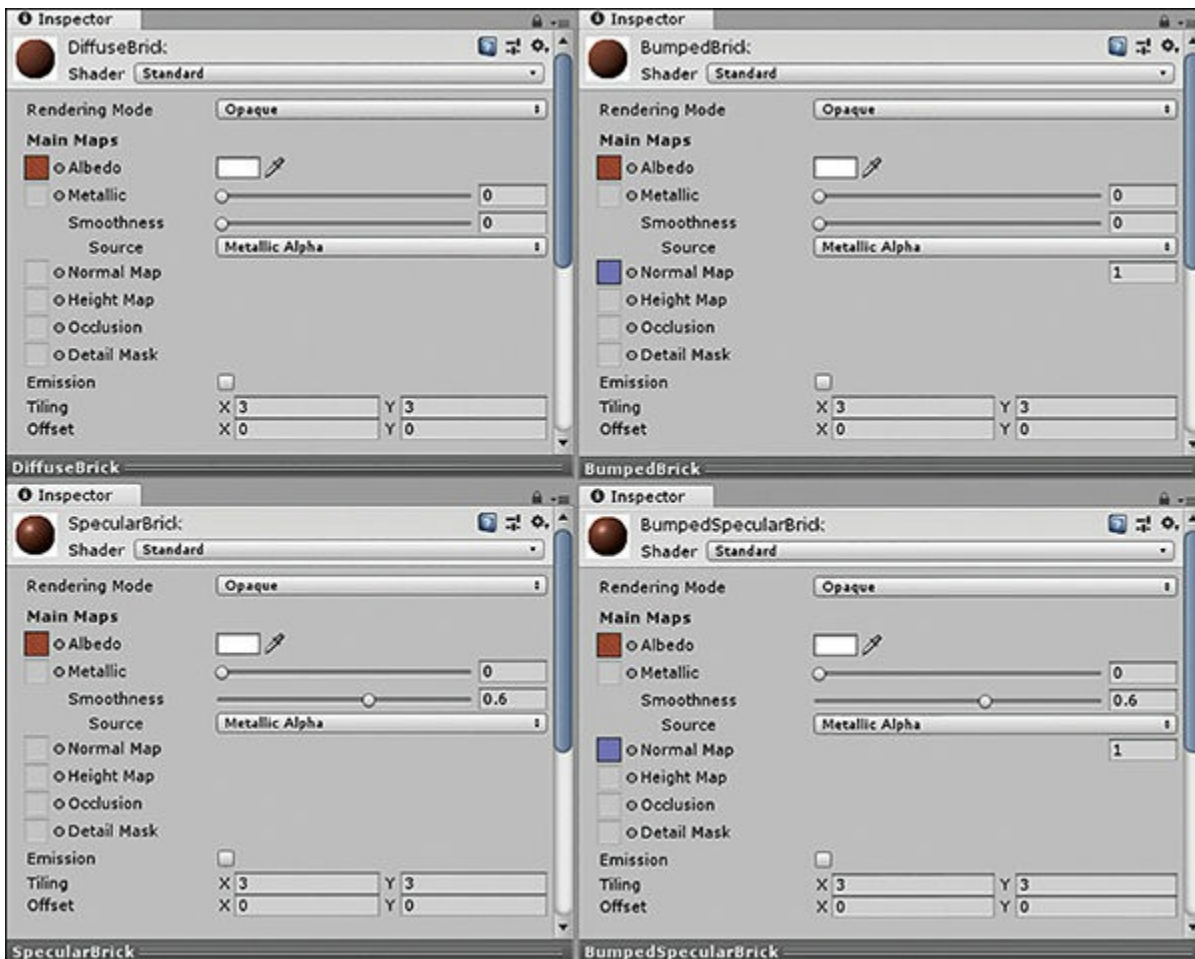 Inspector
DiffuseBrick:
Shader Standard
Rendering Mode Opaque
Main Maps
Albedo
Metallic 0
Smoothness 0
Source Metallic Alpha
Normal Map
Height Map
Occlusion
Detail Mask
Emission
Tiling X 3 Y 3
Offset X 0 Y 0
DiffuseBrick
Inspector
BumpedBrick:
Shader Standard
Rendering Mode Opaque
Main Maps
Albedo
Metallic 0
Smoothness 0
Source Metallic Alpha
Normal Map 1
Height Map
Occlusion
Detail Mask
Emission
Tiling X 3 Y 3
Offset X 0 Y 0
BumpedBrick
Inspector
SpecularBrick:
Shader Standard
Rendering Mode Opaque
Main Maps
Albedo
Metallic 0
Smoothness 0.6
Source Metallic Alpha
Normal Map
Height Map
Occlusion
Detail Mask
Emission
Tiling X 3 Y 3
Offset X 0 Y 0
SpecularBrick
Inspector
BumpedSpecularBrick:
Shader Standard
Rendering Mode Opaque
Main Maps
Albedo
Metallic 0
Smoothness 0.6
Source Metallic Alpha
Normal Map 1
Height Map
Occlusion
Detail Mask
Emission
Tiling X 3 Y 3
Offset X 0 Y 0
BumpedSpecularBrick